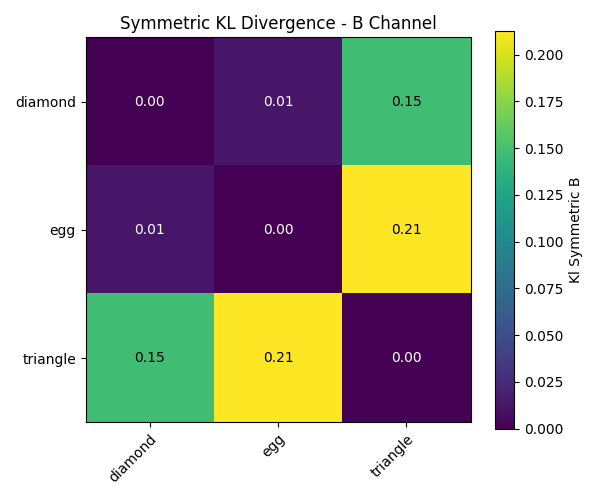 Symmetric KL Divergence - B Channel
diamond
0.00
0.01
0.15
egg
0.01
0.00
0.21
triangle
0.15
0.21
0.00
diamond
egg
triangle
0.200
0.175
0.150
0.125
0.100
0.075
0.050
0.025
0.000
Kl Symmetric B